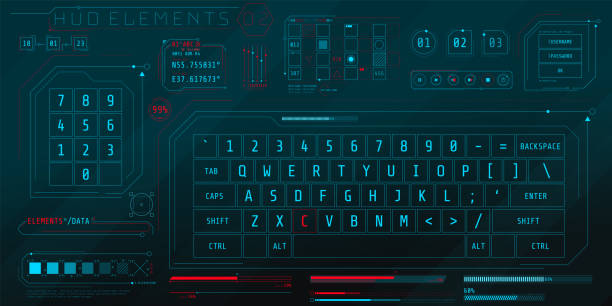 HUD ELEMENTS 02
10 01 23
N55.755831°
E37.617673°
01 02 03
USERNAME
PASSWORD
OK
7 8 9
4 5 6
1 2 3
0
99%
` 1 2 3 4 5 6 7 8 9 0 - = BACKSPACE
TAB Q W E R T Y U I O P [ ] \
CAPS A S D F G H J K L ; ‘ ENTER
SHIFT Z X C V B N M < > / SHIFT
CTRL ALT ALT CTRL
ELEMENTS°/DATA
60%